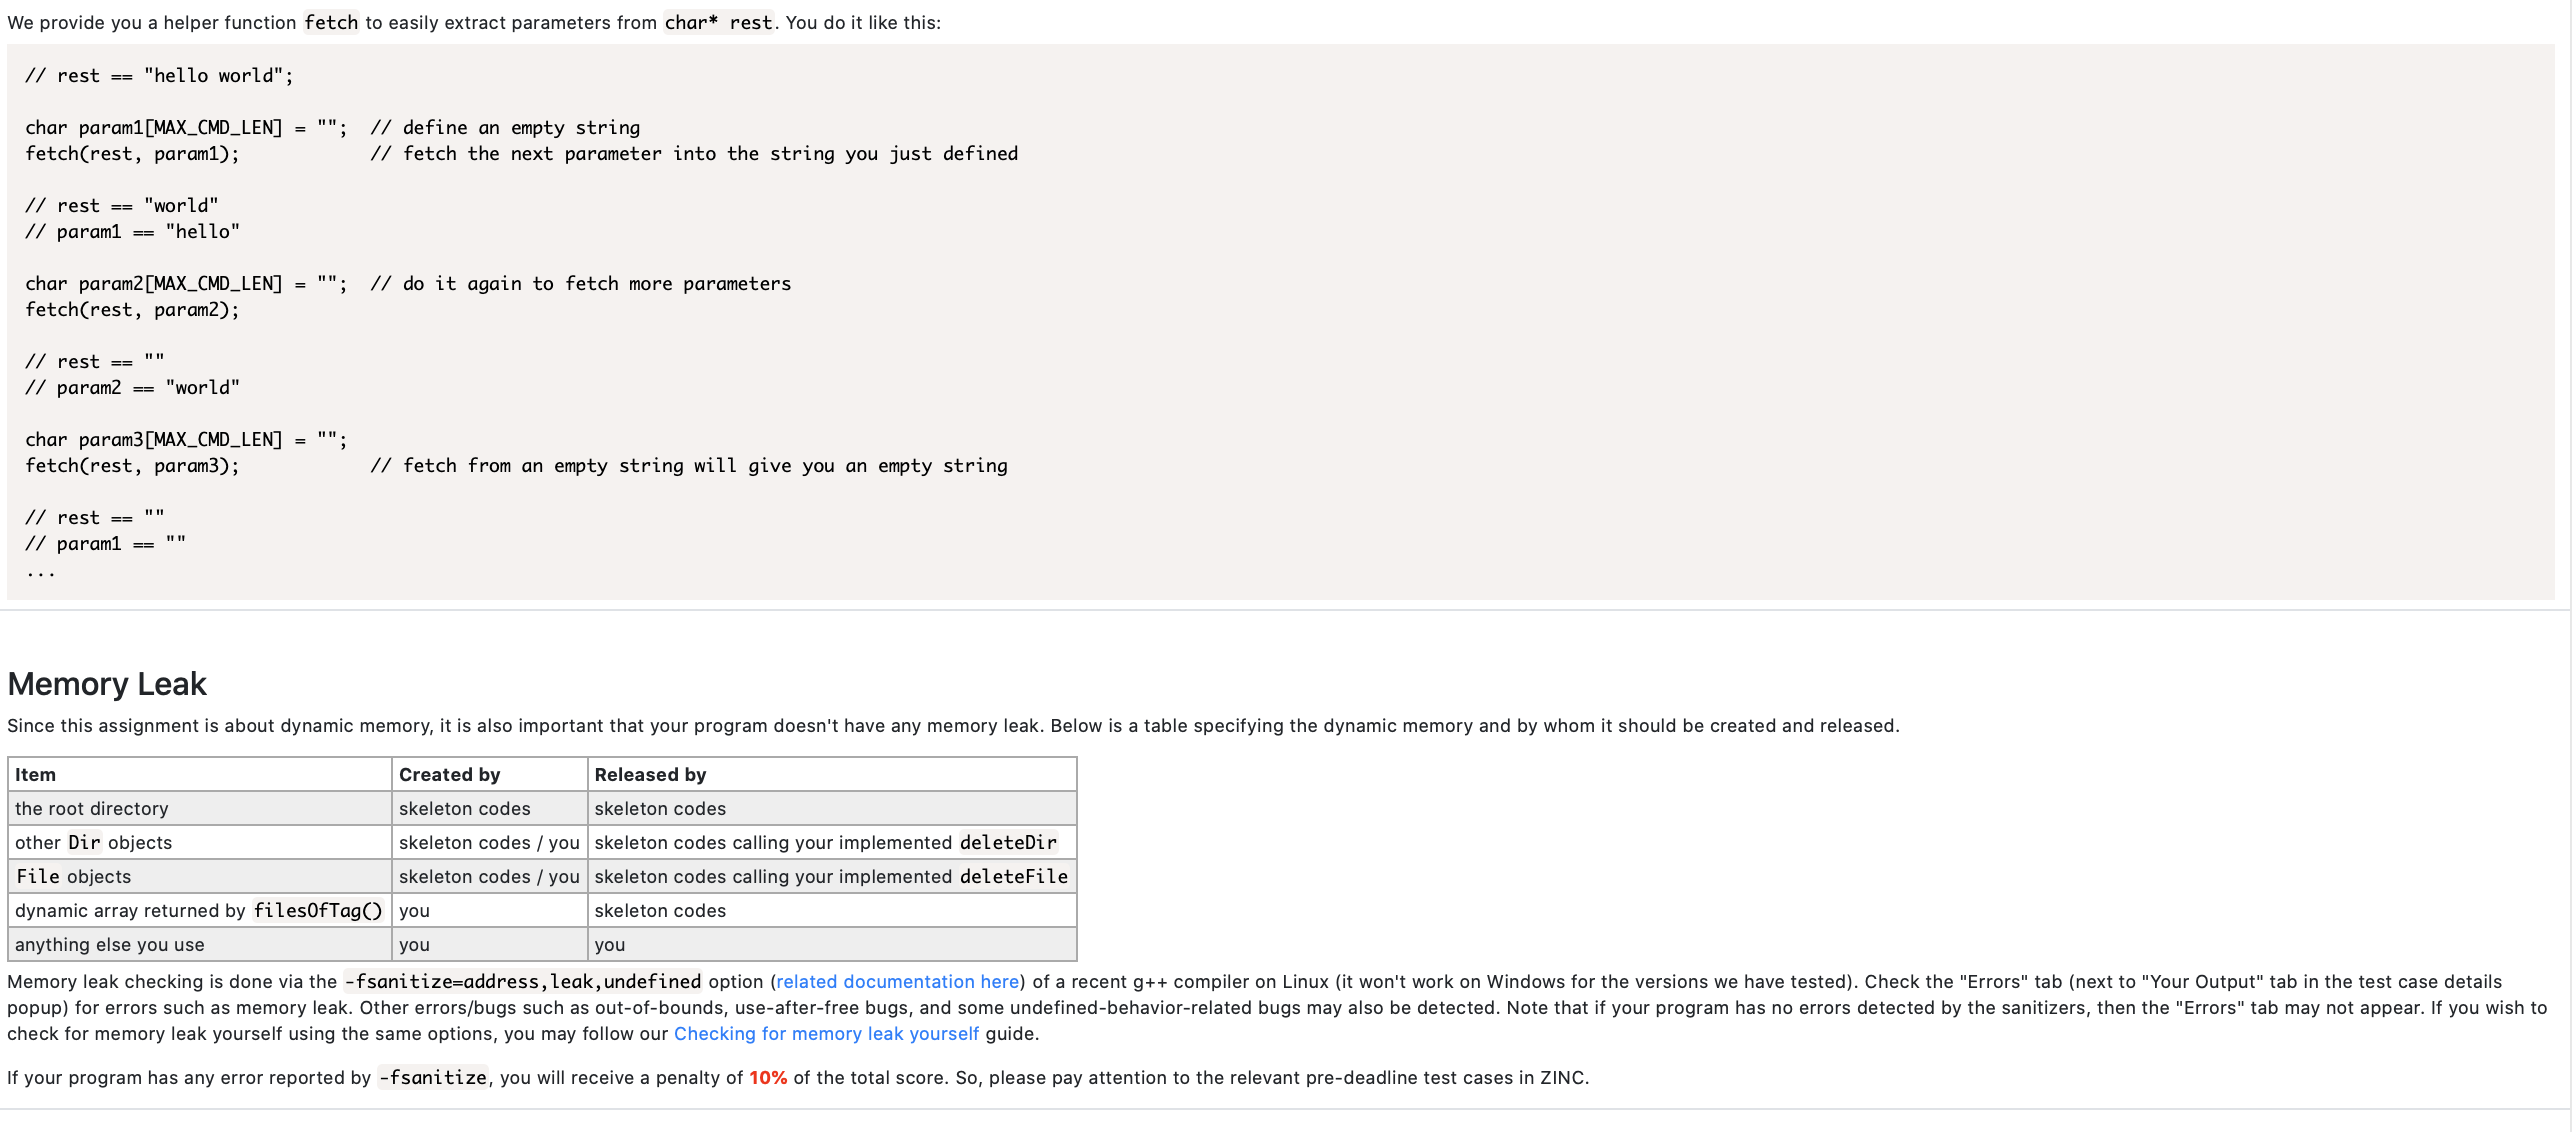 We provide you a helper function fetch to easily extract parameters from char* rest. You do it like this:
// rest == "hello world";
char param1[MAX_CMD_LEN] = "";  // define an empty string
fetch(rest, param1);            // fetch the next parameter into the string you just defined
// rest == "world"
// param1 == "hello"
char param2[MAX_CMD_LEN] = "";  // do it again to fetch more parameters
fetch(rest, param2);
// rest == ""
// param2 == "world"
char param3[MAX_CMD_LEN] = "";
fetch(rest, param3);            // fetch from an empty string will give you an empty string
// rest == ""
// param1 == ""
...
Memory Leak
Since this assignment is about dynamic memory, it is also important that your program doesn't have any memory leak. Below is a table specifying the dynamic memory and by whom it should be created and released.
Item Created by Released by
the root directory skeleton codes skeleton codes
other Dir objects skeleton codes / you skeleton codes calling your implemented deleteDir
File objects skeleton codes / you skeleton codes calling your implemented deleteFile
dynamic array returned by filesOfTag() you skeleton codes
anything else you use you you
Memory leak checking is done via the -fsanitize=address,leak,undefined option (related documentation here) of a recent g++ compiler on Linux (it won't work on Windows for the versions we have tested). Check the "Errors" tab (next to "Your Output" tab in the test case details
popup) for errors such as memory leak. Other errors/bugs such as out-of-bounds, use-after-free bugs, and some undefined-behavior-related bugs may also be detected. Note that if your program has no errors detected by the sanitizers, then the "Errors" tab may not appear. If you wish to
check for memory leak yourself using the same options, you may follow our Checking for memory leak yourself guide.
If your program has any error reported by -fsanitize, you will receive a penalty of 10% of the total score. So, please pay attention to the relevant pre-deadline test cases in ZINC.